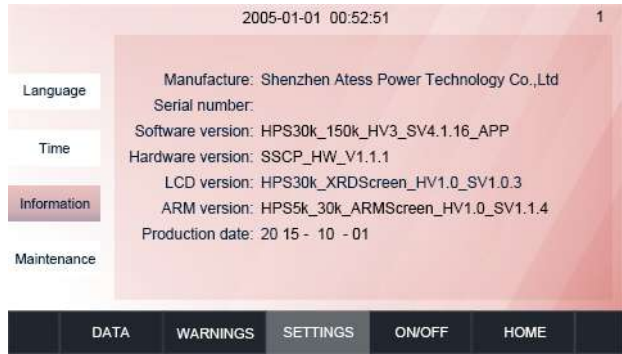 2005-01-01 00:52:51 1
Language
Time
Information
Maintenance
Manufacture: Shenzhen Atess Power Technology Co.,Ltd
Serial number:
Software version: HPS30k_150k_HV3_SV4.1.16_APP
Hardware version: SSCP_HW_V1.1.1
LCD version: HPS30k_XRDScreen_HV1.0_SV1.0.3
ARM version: HPS5k_30k_ARMScreen_HV1.0_SV1.1.4
Production date: 20 15 - 10 - 01
DATA WARNINGS SETTINGS ON/OFF HOME